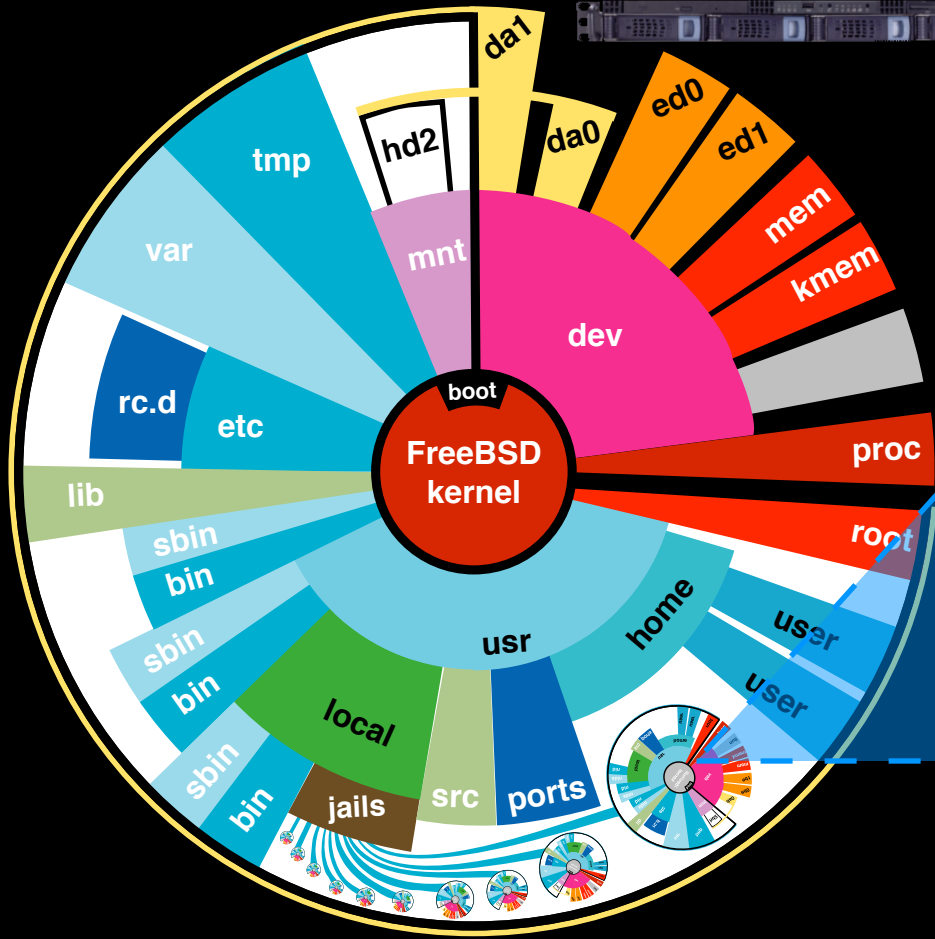 da1
ed0
ed1
da0
hd2
tmp
mem
mnt
var
kmem
dev
boot
rc.d
etc
FreeBSD
kernel
proc
lib
root
sbin
bin
home
user
usr
sbin
user
bin
local
sbin
bin
jails
src
ports